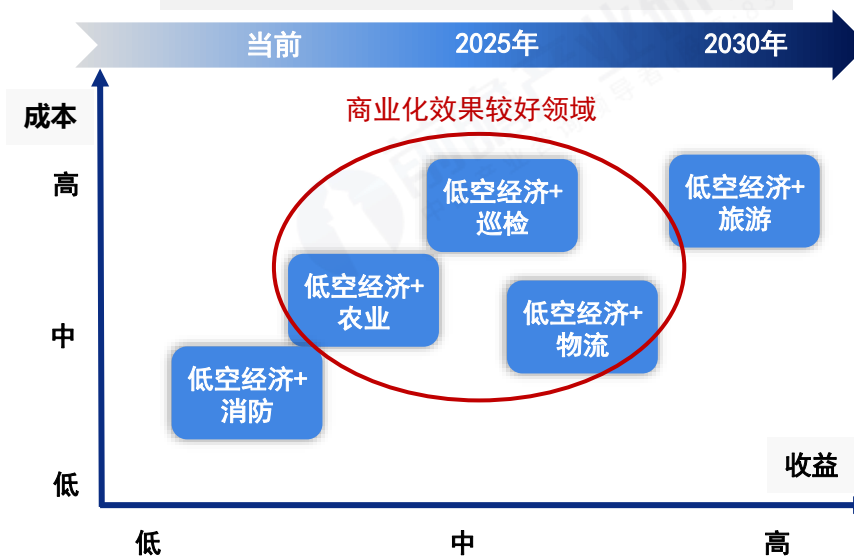 当前
2025年
2030年
成本
商业化效果较好领域
高
低空经济+
巡检
低空经济+
旅游
低空经济+
农业
低空经济+
物流
中
低空经济+
消防
收益
低
低
中
高